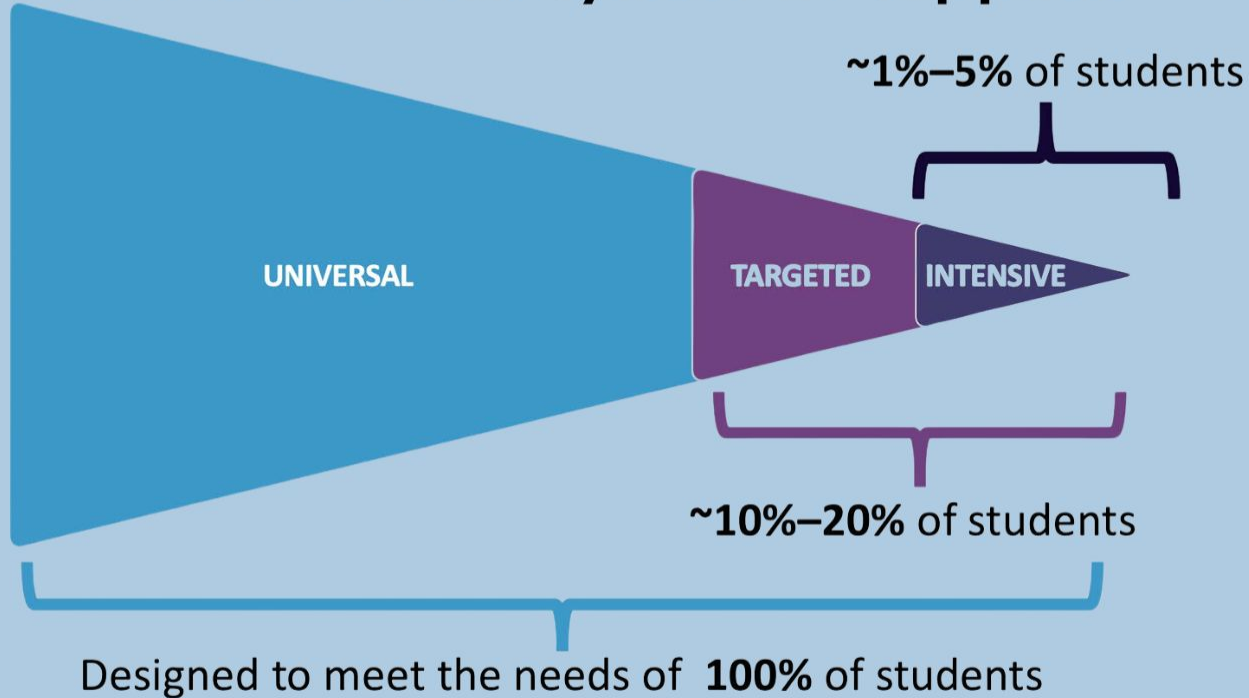 ~1%–5% of students
UNIVERSAL
TARGETED
INTENSIVE
~10%–20% of students
Designed to meet the needs of 100% of students